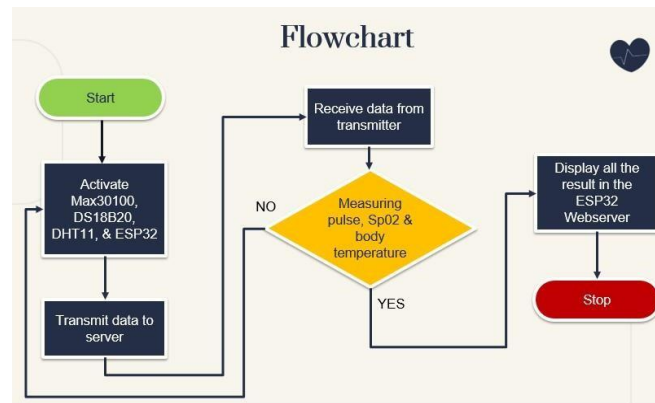 Flowchart
Start
Activate
Max30100,
DS18B20,
DHT11, & ESP32
Transmit data to
server
Receive data from
transmitter
NO
Measuring
pulse, Sp02 &
body
temperature
YES
Display all the
result in the
ESP32
Webserver
Stop